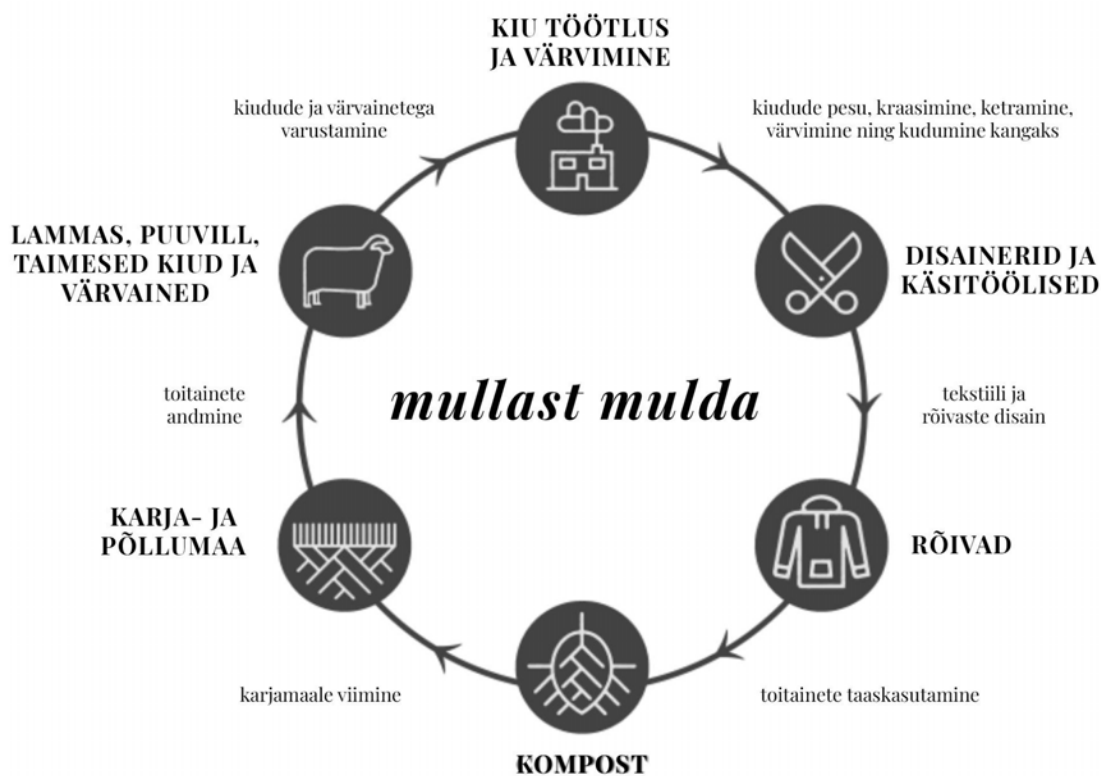 KIU TÖÖTLUS
JA VÄRVIMINE
kiudude ja värvainetega
varustamine
kiudude pesu, kraasimine, ketramine,
värvimine ning kudumine kangaks
LAMMAS, PUUVILL,
TAIMESED KIUD JA
VÄRVAINED
DISAINERID JA
KÄSITÖÖLISED
toitainete
andmine
mullast mulda
tekstiili ja
rõivaste disain
KARJA- JA
PÕLLUMAA
RÕIVAD
karjamaale viimine
toitainete taaskasutamine
KOMPOST